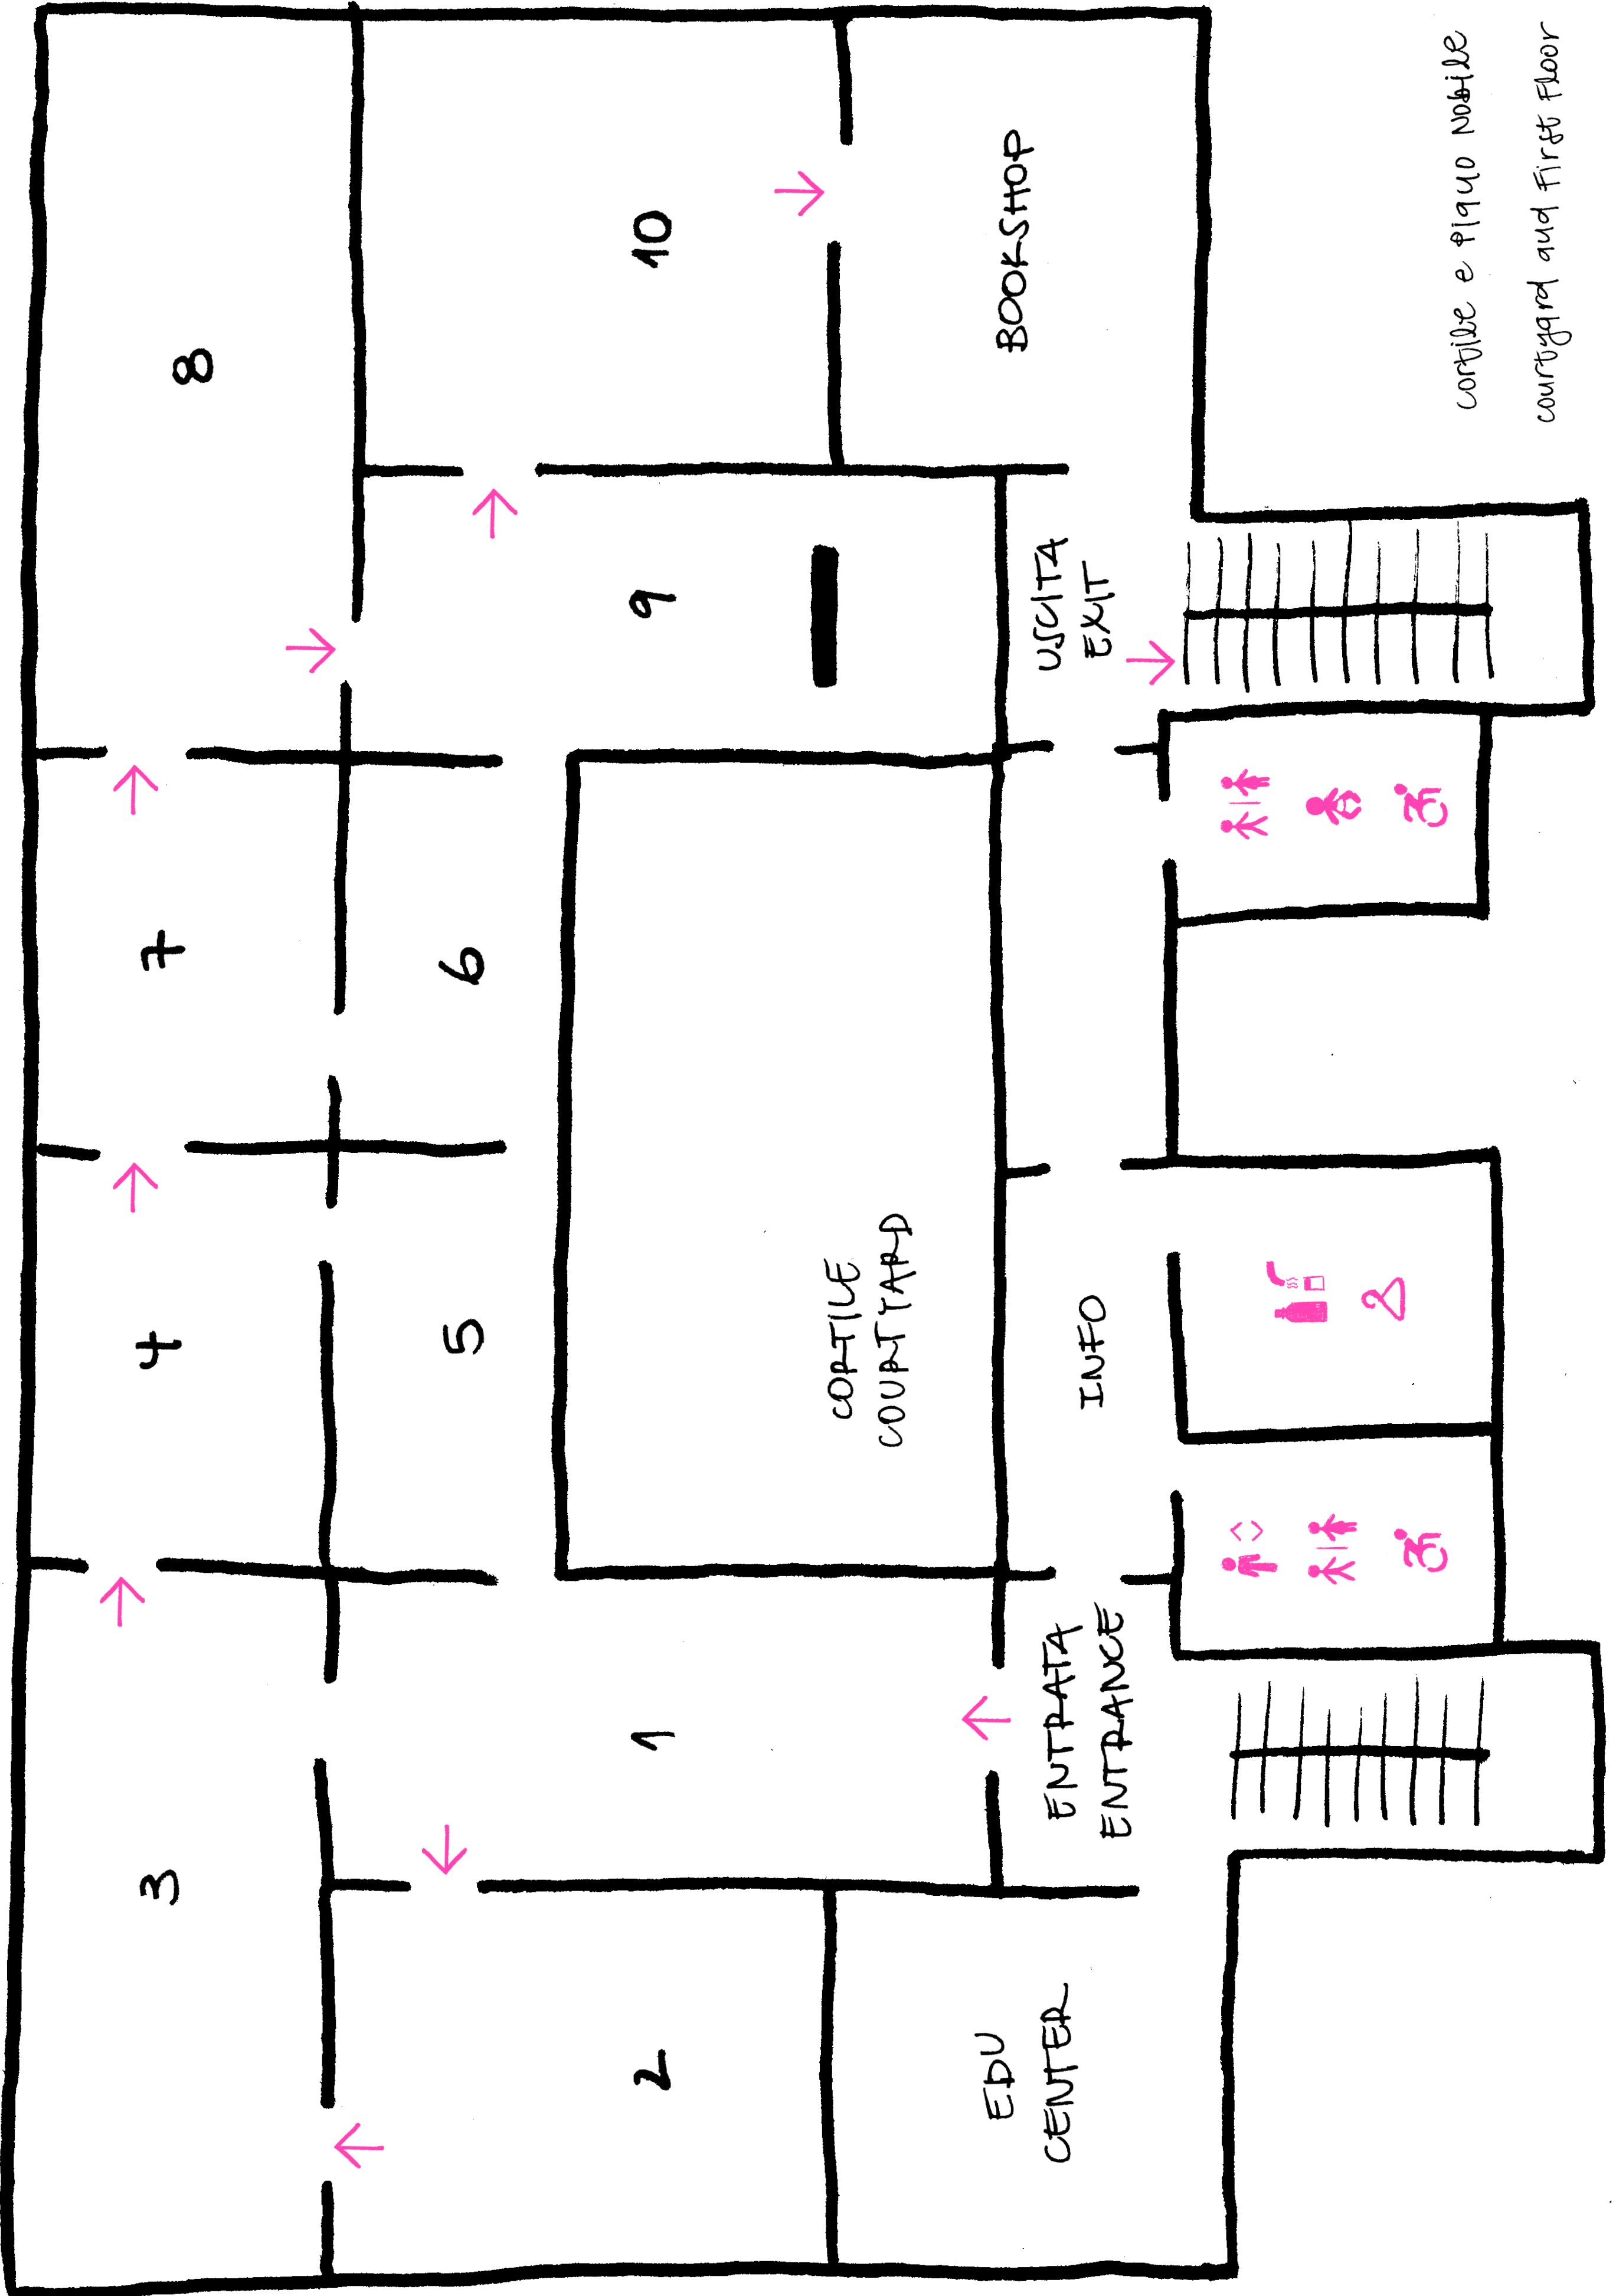 3
4
7
8
5
6
2
1
9
10
CORTILE
COURTYARD
EDU
CENTER
ENTRATA
ENTRANCE
INFO
USCITA
EXIT
BOOKSHOP
cortile e Piano Nobile
courtyard and First Floor